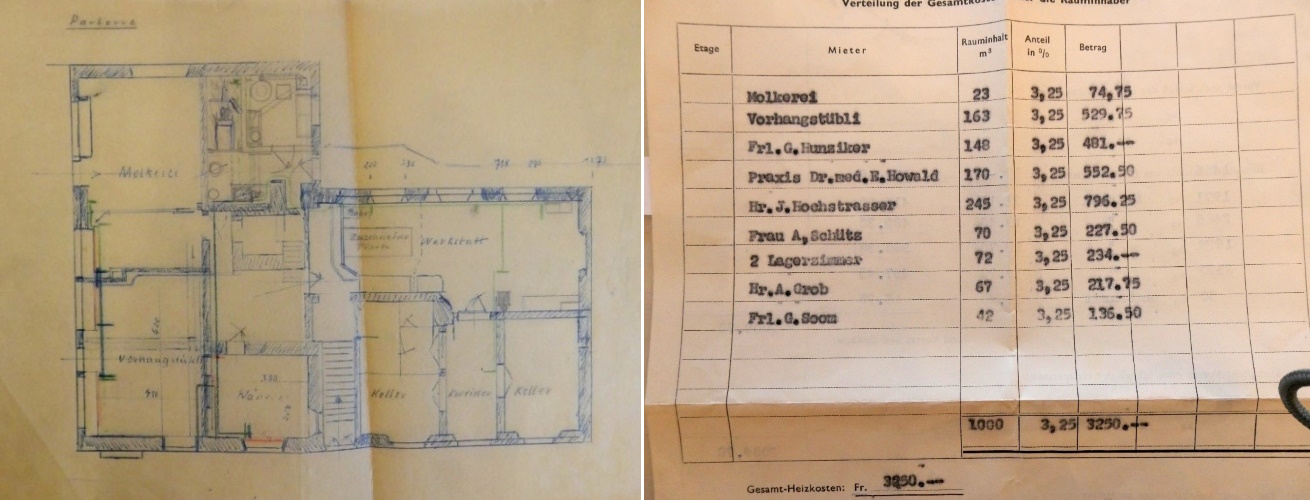 Parterre
Molkerei
Werkstatt
Vorhangstübli
Keller
Keller
Verteilung der Gesamtkosten die Rauminhaber
Etage Mieter Rauminhalt m³ Anteil in % Betrag
Molkerei 23 3,25 74,75
Vorhangstübli 163 3,25 529.75
Frl.G.Hunziker 148 3,25 481.--
Praxis Dr.med.E.Howald 170 3,25 552.50
Hr.J.Hochstrasser 245 3,25 796.25
Frau A,Schütz 70 3,25 227.50
2 Lagerzimmer 72 3,25 234.--
Hr.A.Grob 67 3,25 217.75
Frl.G.Soom 42 3,25 136.50
1000 3,25 3250.--
Gesamt-Heizkosten: Fr. 3250.--